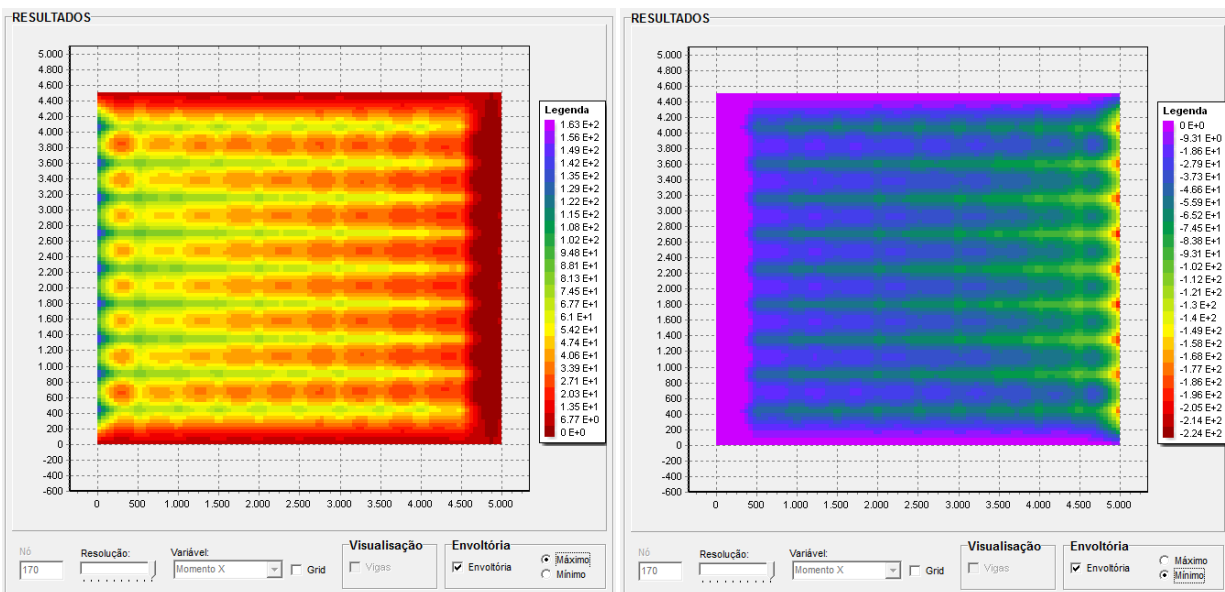 RESULTADOS
5.000
4.800
4.600
4.400
4.200
4.000
3.800
3.600
3.400
3.200
3.000
2.800
2.600
2.400
2.200
2.000
1.800
1.600
1.400
1.200
1.000
800
600
400
200
0
-200
-400
-600
0 500 1.000 1.500 2.000 2.500 3.000 3.500 4.000 4.500 5.000
Legenda
1.63 E+2
1.56 E+2
1.49 E+2
1.42 E+2
1.35 E+2
1.29 E+2
1.22 E+2
1.15 E+2
1.08 E+2
1.02 E+2
9.48 E+1
8.81 E+1
8.13 E+1
7.45 E+1
6.77 E+1
6.1 E+1
5.42 E+1
4.74 E+1
4.06 E+1
3.39 E+1
2.71 E+1
2.03 E+1
1.35 E+1
6.77 E+0
0 E+0
Nó
170
Resolução:
Variável:
Momento X
Grid
Visualisação
Vigas
Envoltória
Envoltória
Máximo
Mínimo
RESULTADOS
5.000
4.800
4.600
4.400
4.200
4.000
3.800
3.600
3.400
3.200
3.000
2.800
2.600
2.400
2.200
2.000
1.800
1.600
1.400
1.200
1.000
800
600
400
200
0
-200
-400
-600
0 500 1.000 1.500 2.000 2.500 3.000 3.500 4.000 4.500 5.000
Legenda
0 E+0
-9.31 E+0
-1.86 E+1
-2.79 E+1
-3.73 E+1
-4.66 E+1
-5.59 E+1
-6.52 E+1
-7.45 E+1
-8.38 E+1
-9.31 E+1
-1.02 E+2
-1.12 E+2
-1.21 E+2
-1.3 E+2
-1.4 E+2
-1.49 E+2
-1.58 E+2
-1.68 E+2
-1.77 E+2
-1.86 E+2
-1.96 E+2
-2.05 E+2
-2.14 E+2
-2.24 E+2
Nó
170
Resolução:
Variável:
Momento X
Grid
Visualisação
Vigas
Envoltória
Envoltória
Máximo
Mínimo